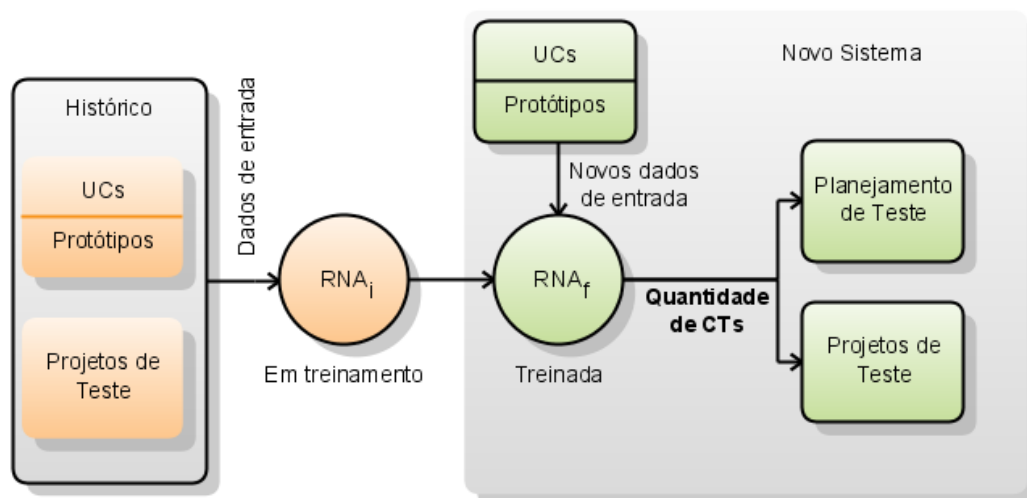 Histórico
UCs
Protótipos
Projetos de
Teste
Dados de entrada
RNAi
Em treinamento
Novo Sistema
UCs
Protótipos
Novos dados
de entrada
RNAf
Treinada
Quantidade
de CTs
Planejamento
de Teste
Projetos de
Teste